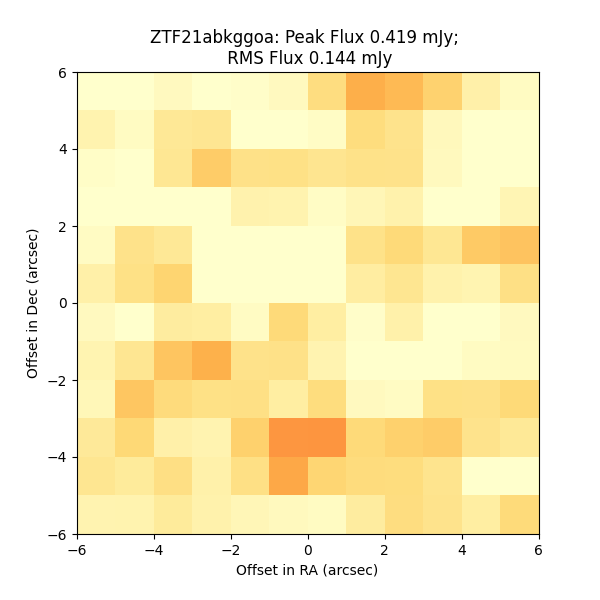 ZTF21abkggoa: Peak Flux 0.419 mJy;
RMS Flux 0.144 mJy
6
4
2
0
−2
−4
−6
Offset in Dec (arcsec)
−6 −4 −2 0 2 4 6
Offset in RA (arcsec)